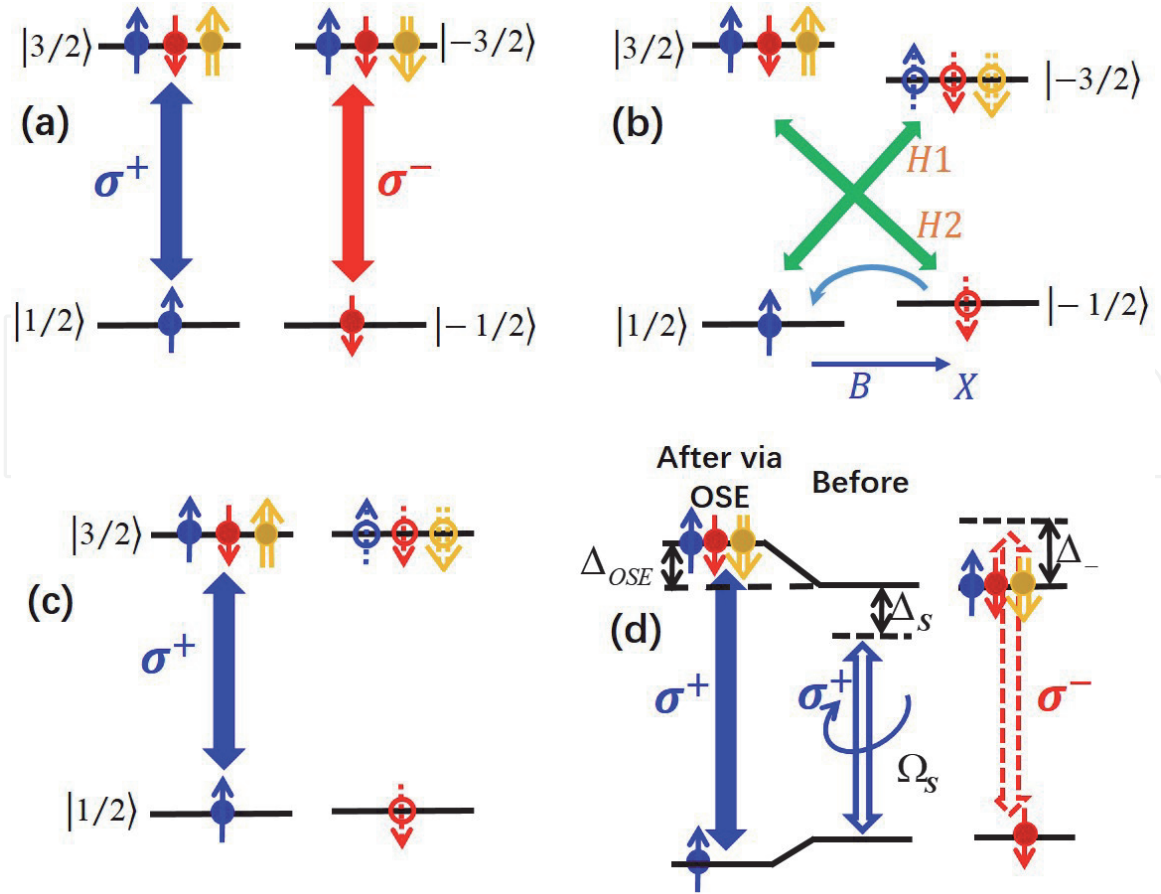 |3/2⟩ |−3/2⟩
(a)
σ⁺ σ⁻
|1/2⟩ |−1/2⟩
|3/2⟩ |−3/2⟩
(b)
H1
H2
|1/2⟩ |−1/2⟩
B X
|3/2⟩
(c)
σ⁺
|1/2⟩
After via
OSE
Before
Δ_OSE Δ_−
Δ_S
(d)
σ⁺ σ⁺ σ⁻
Ω_S